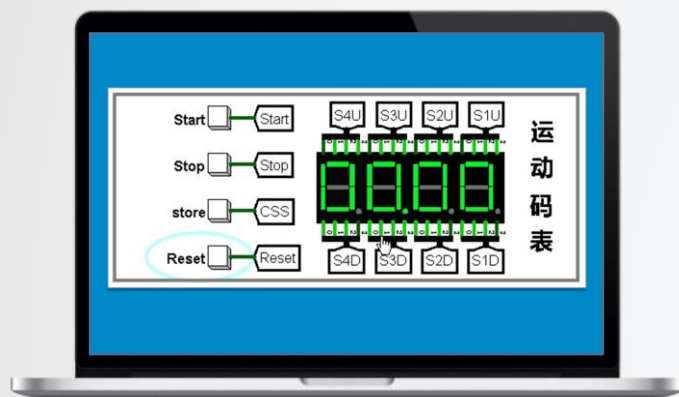 S4U S3U S2U S1U
Start Start
Stop Stop
store CSS
Reset Reset
S4D S3D S2D S1D
运动码表